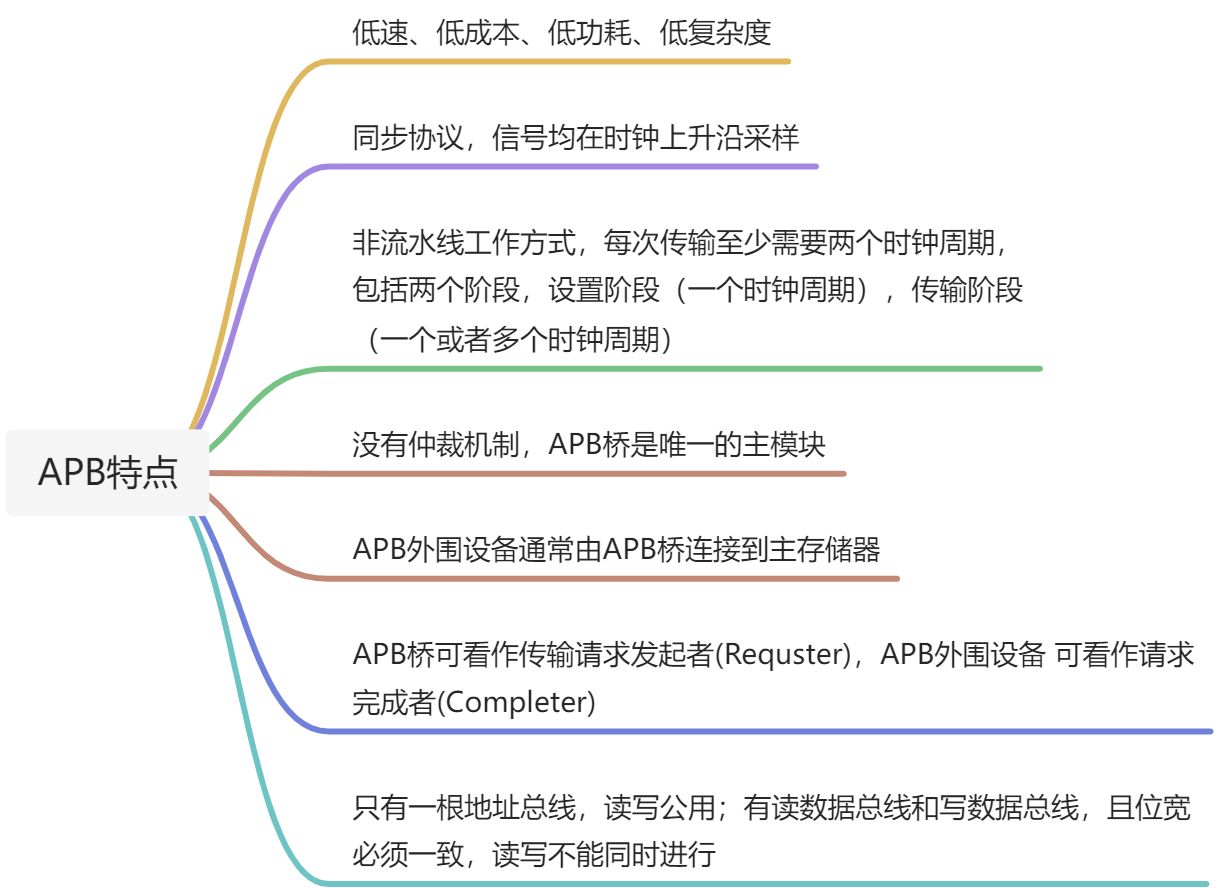 低速、低成本、低功耗、低复杂度
同步协议，信号均在时钟上升沿采样
非流水线工作方式，每次传输至少需要两个时钟周期，
包括两个阶段，设置阶段（一个时钟周期），传输阶段
（一个或者多个时钟周期）
没有仲裁机制，APB桥是唯一的主模块
APB特点
APB外围设备通常由APB桥连接到主存储器
APB桥可看作传输请求发起者(Requster)，APB外围设备 可看作请求
完成者(Completer)
只有一根地址总线，读写公用；有读数据总线和写数据总线，且位宽
必须一致，读写不能同时进行